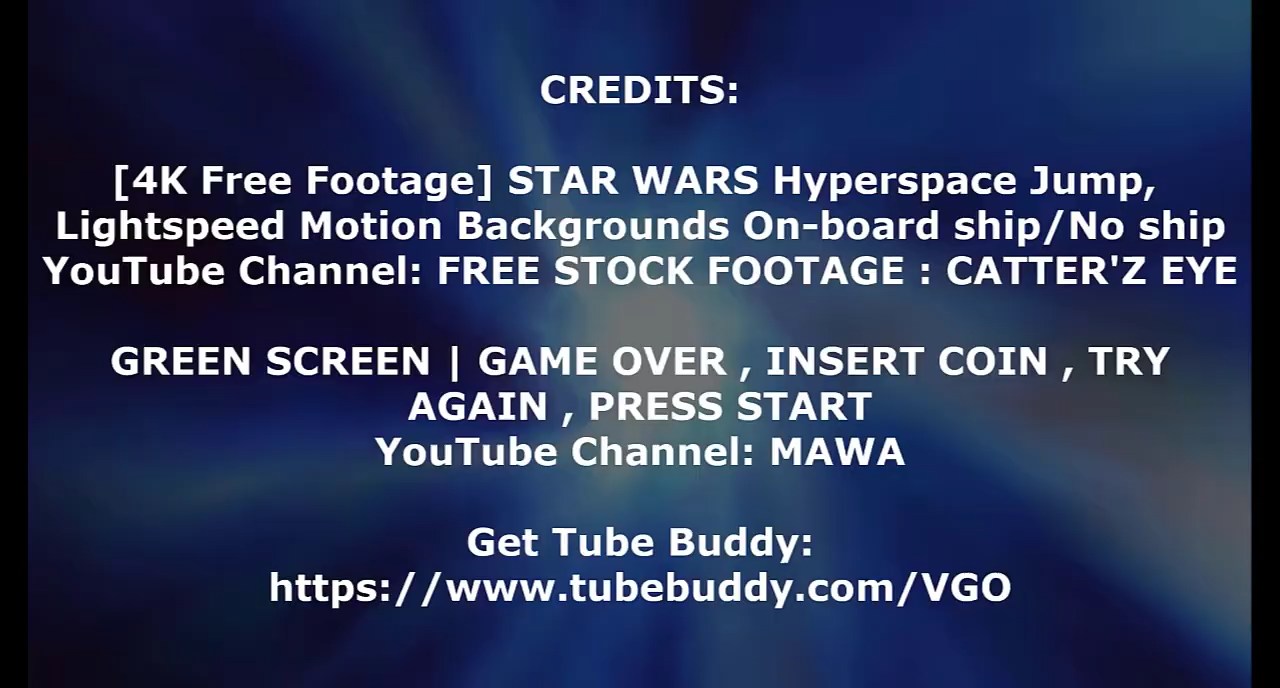 CREDITS:
[4K Free Footage] STAR WARS Hyperspace Jump,
Lightspeed Motion Backgrounds On-board ship/No ship
YouTube Channel: FREE STOCK FOOTAGE : CATTER'Z EYE
GREEN SCREEN | GAME OVER , INSERT COIN , TRY
AGAIN , PRESS START
YouTube Channel: MAWA
Get Tube Buddy:
https://www.tubebuddy.com/VGO